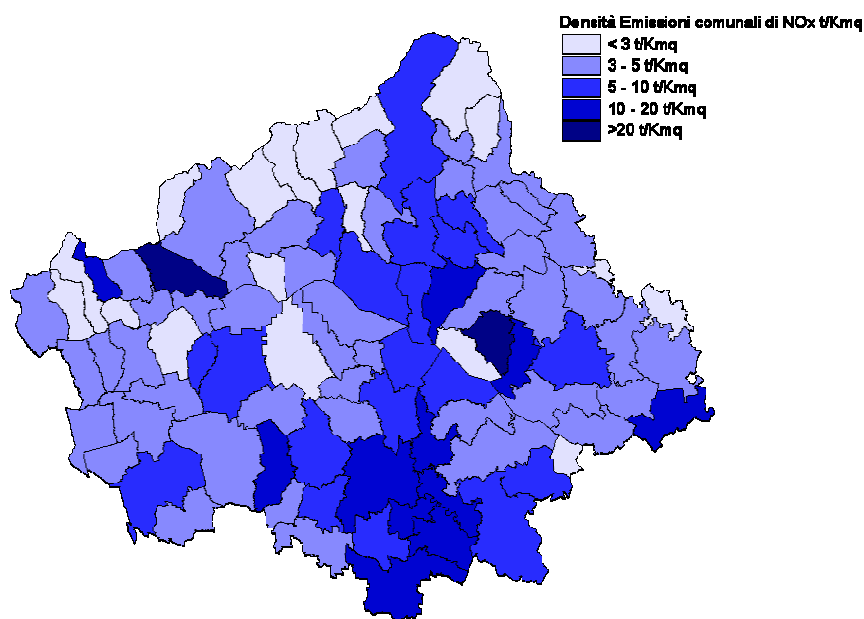 Densità Emissioni comunali di NOx t/Kmq
< 3 t/Kmq
3 - 5 t/Kmq
5 - 10 t/Kmq
10 - 20 t/Kmq
>20 t/Kmq